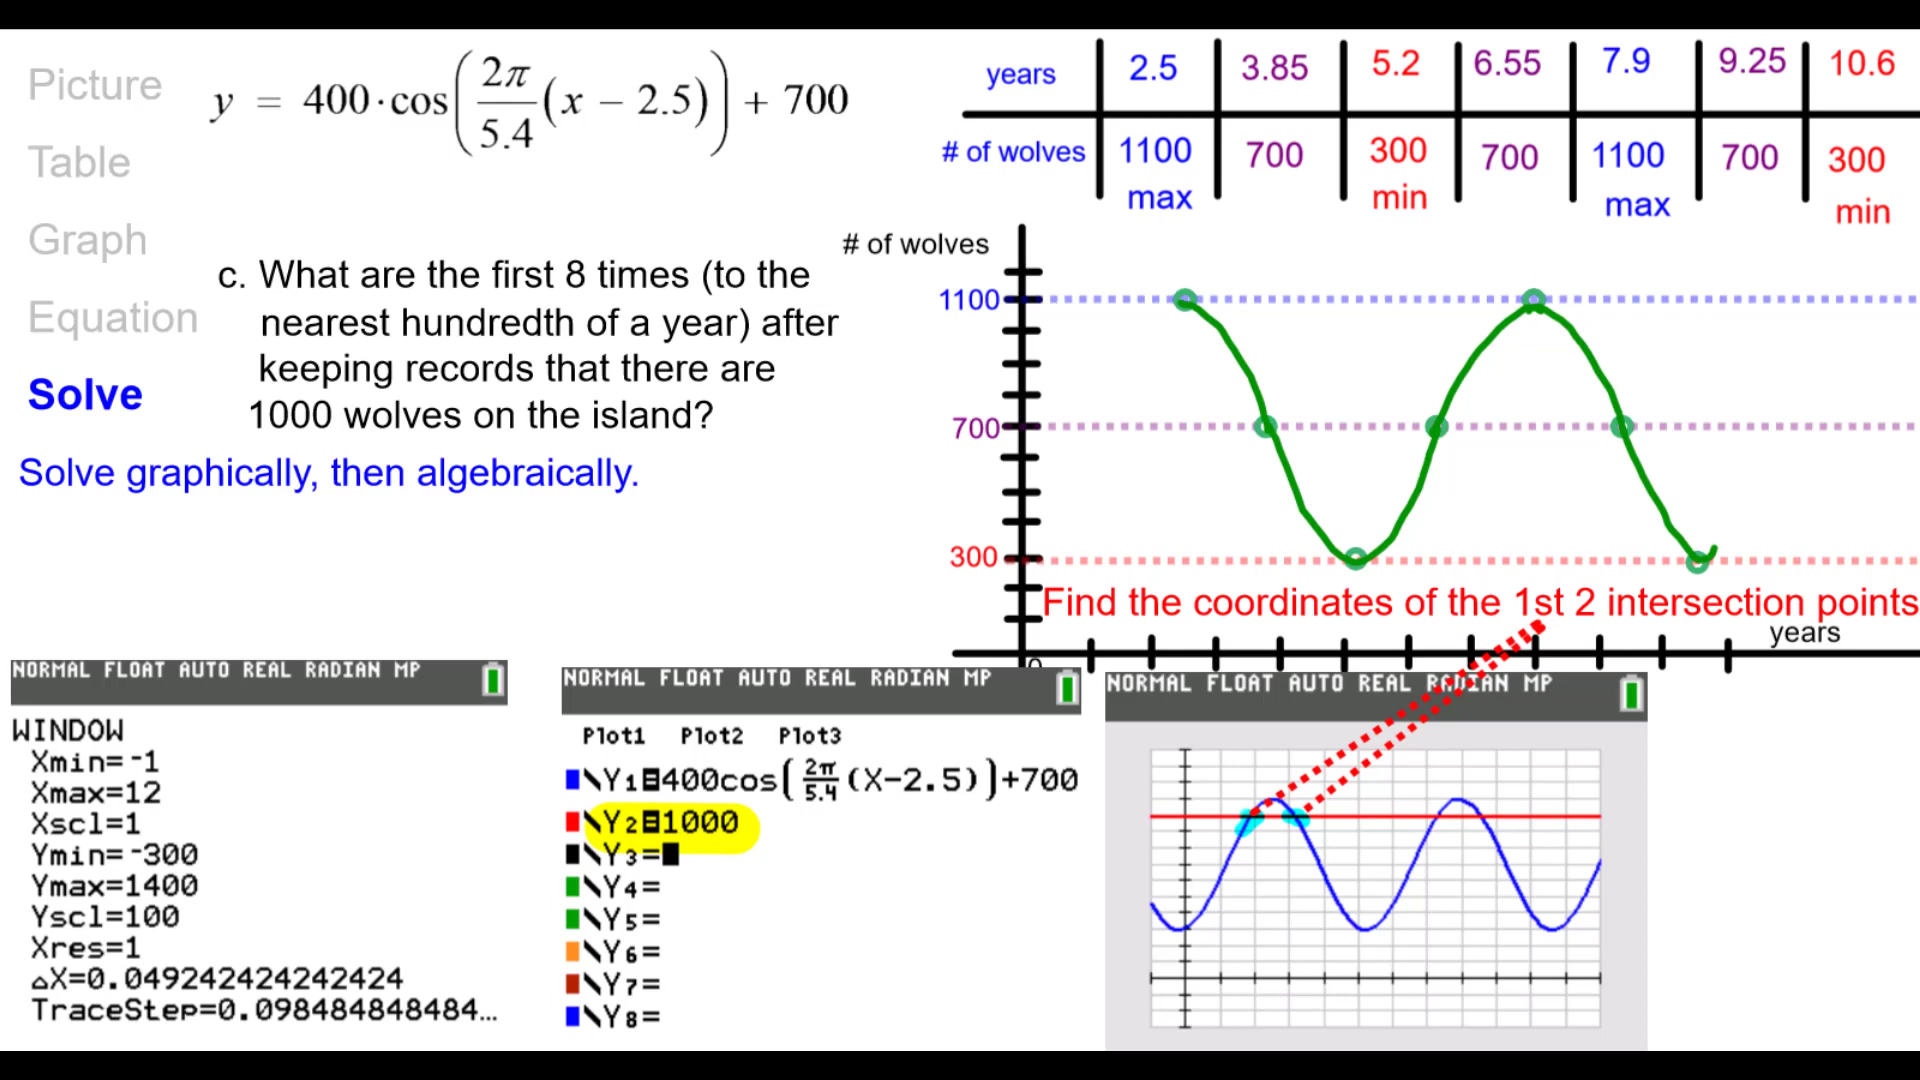 Picture
Table
Graph
Equation
Solve
y = 400·cos(2π/5.4 (x − 2.5)) + 700
c. What are the first 8 times (to the
nearest hundredth of a year) after
keeping records that there are
1000 wolves on the island?
Solve graphically, then algebraically.
years 2.5 3.85 5.2 6.55 7.9 9.25 10.6
# of wolves 1100 700 300 700 1100 700 300
max min max min
# of wolves
1100
700
300
Find the coordinates of the 1st 2 intersection points
years
0
NORMAL FLOAT AUTO REAL RADIAN MP
WINDOW
Xmin=-1
Xmax=12
Xscl=1
Ymin=-300
Ymax=1400
Yscl=100
Xres=1
△X=0.049242424242424
TraceStep=0.098484848484…
NORMAL FLOAT AUTO REAL RADIAN MP
Plot1 Plot2 Plot3
\Y1=400cos(2π/5.4 (X-2.5))+700
\Y2=1000
\Y3=
\Y4=
\Y5=
\Y6=
\Y7=
\Y8=
NORMAL FLOAT AUTO REAL RADIAN MP